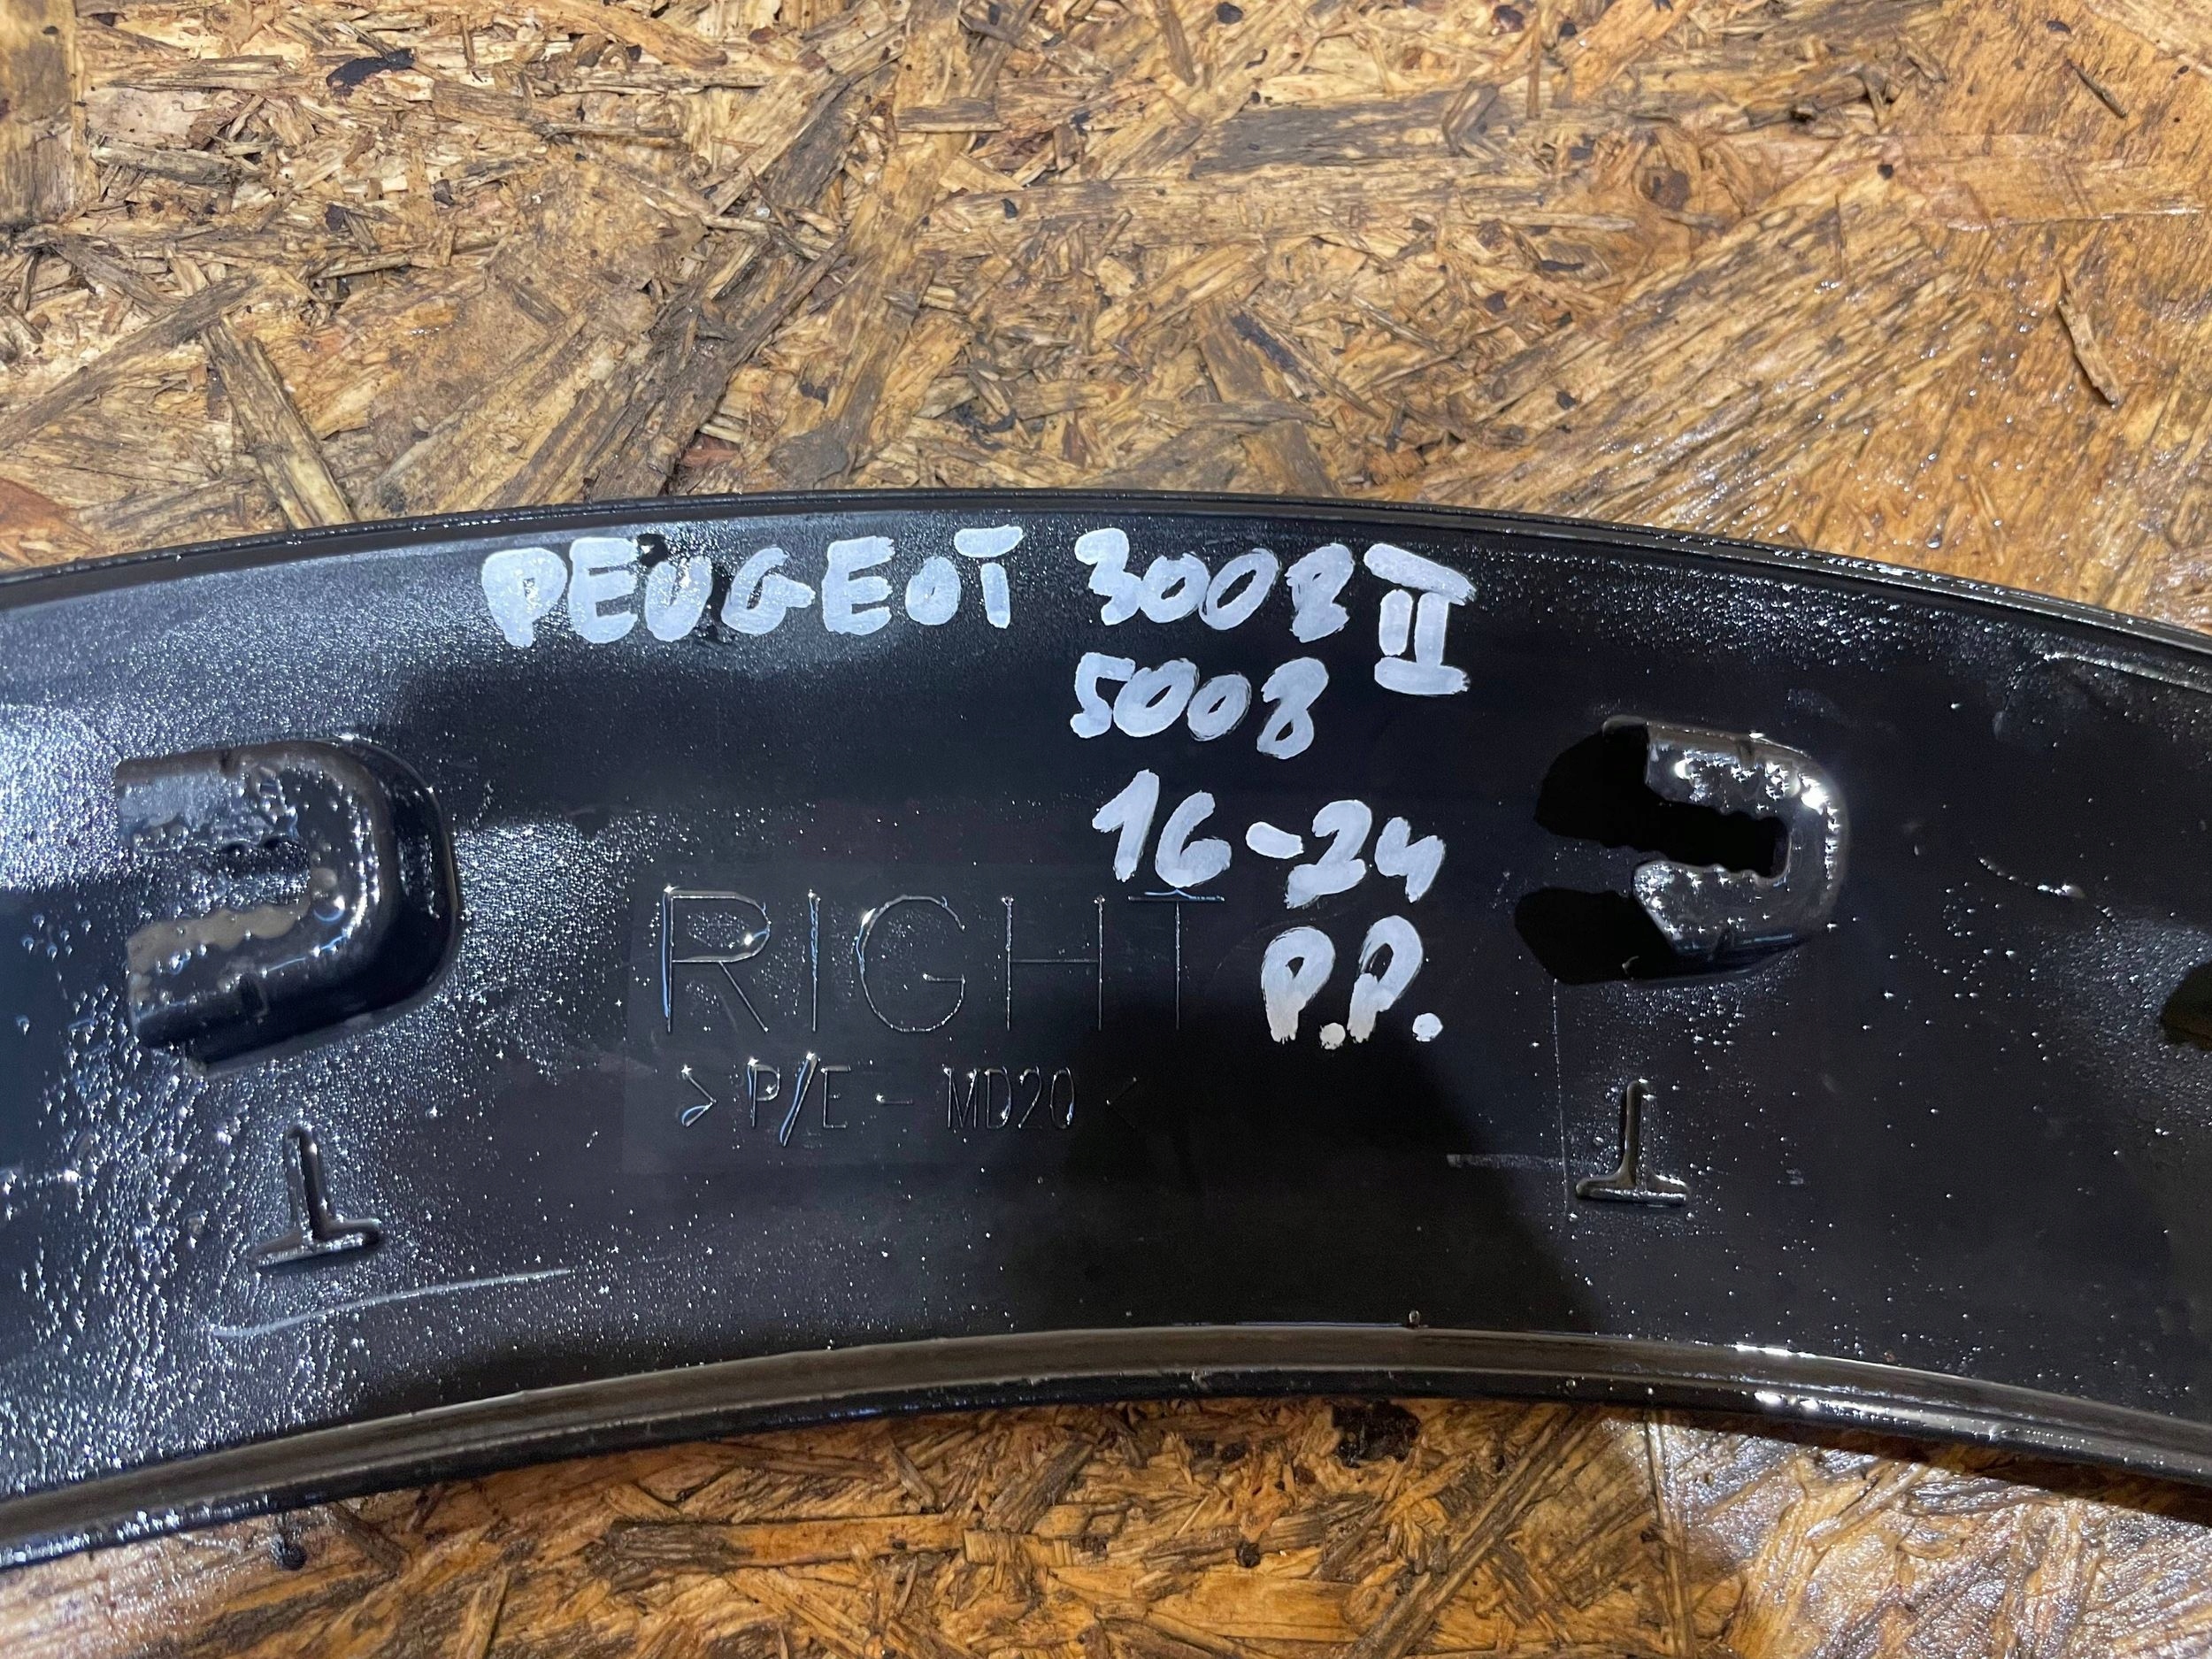 PEUGEOT 3008 II
5008
16-24
P.P.
RIGHT
> P/E - MD20 <